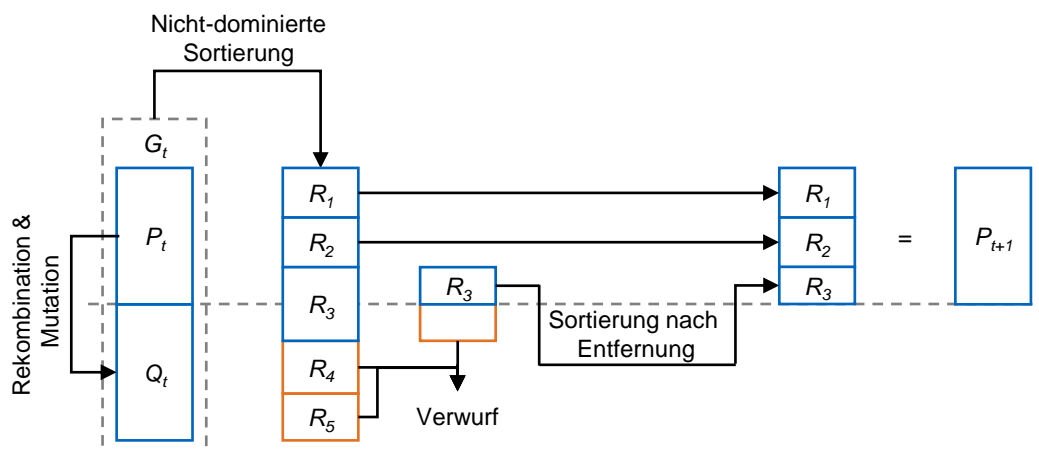 Nicht-dominierte
Sortierung
Rekombination &
Mutation
G_t
P_t
Q_t
R_1
R_2
R_3
R_4
R_5
R_3
Verwurf
Sortierung nach
Entfernung
R_1
R_2
R_3
=
P_{t+1}